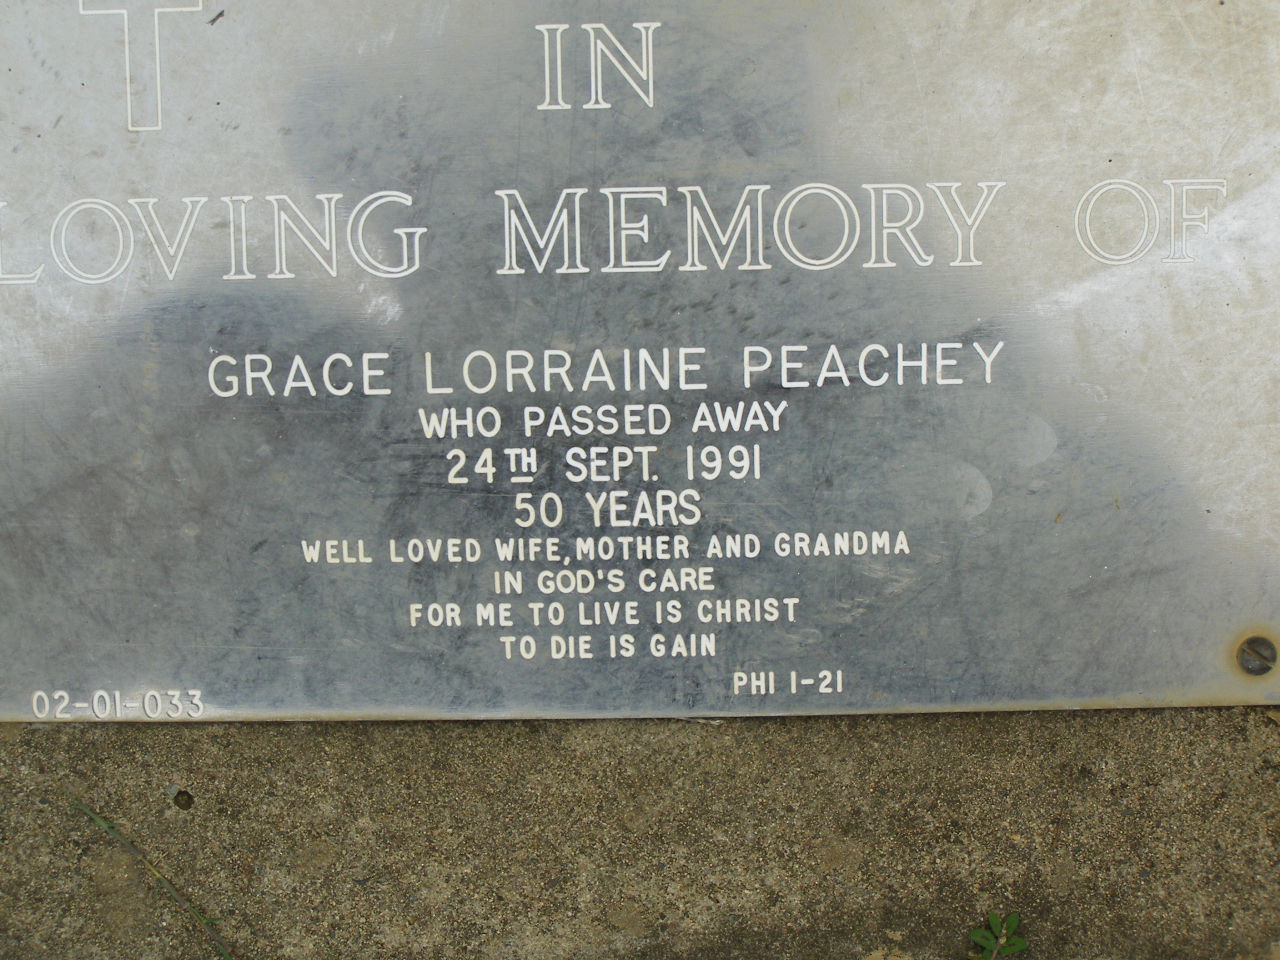 IN
LOVING MEMORY OF
GRACE LORRAINE PEACHEY
WHO PASSED AWAY
24TH SEPT. 1991
50 YEARS
WELL LOVED WIFE, MOTHER AND GRANDMA
IN GOD'S CARE
FOR ME TO LIVE IS CHRIST
TO DIE IS GAIN
PHI 1-21
02-01-033